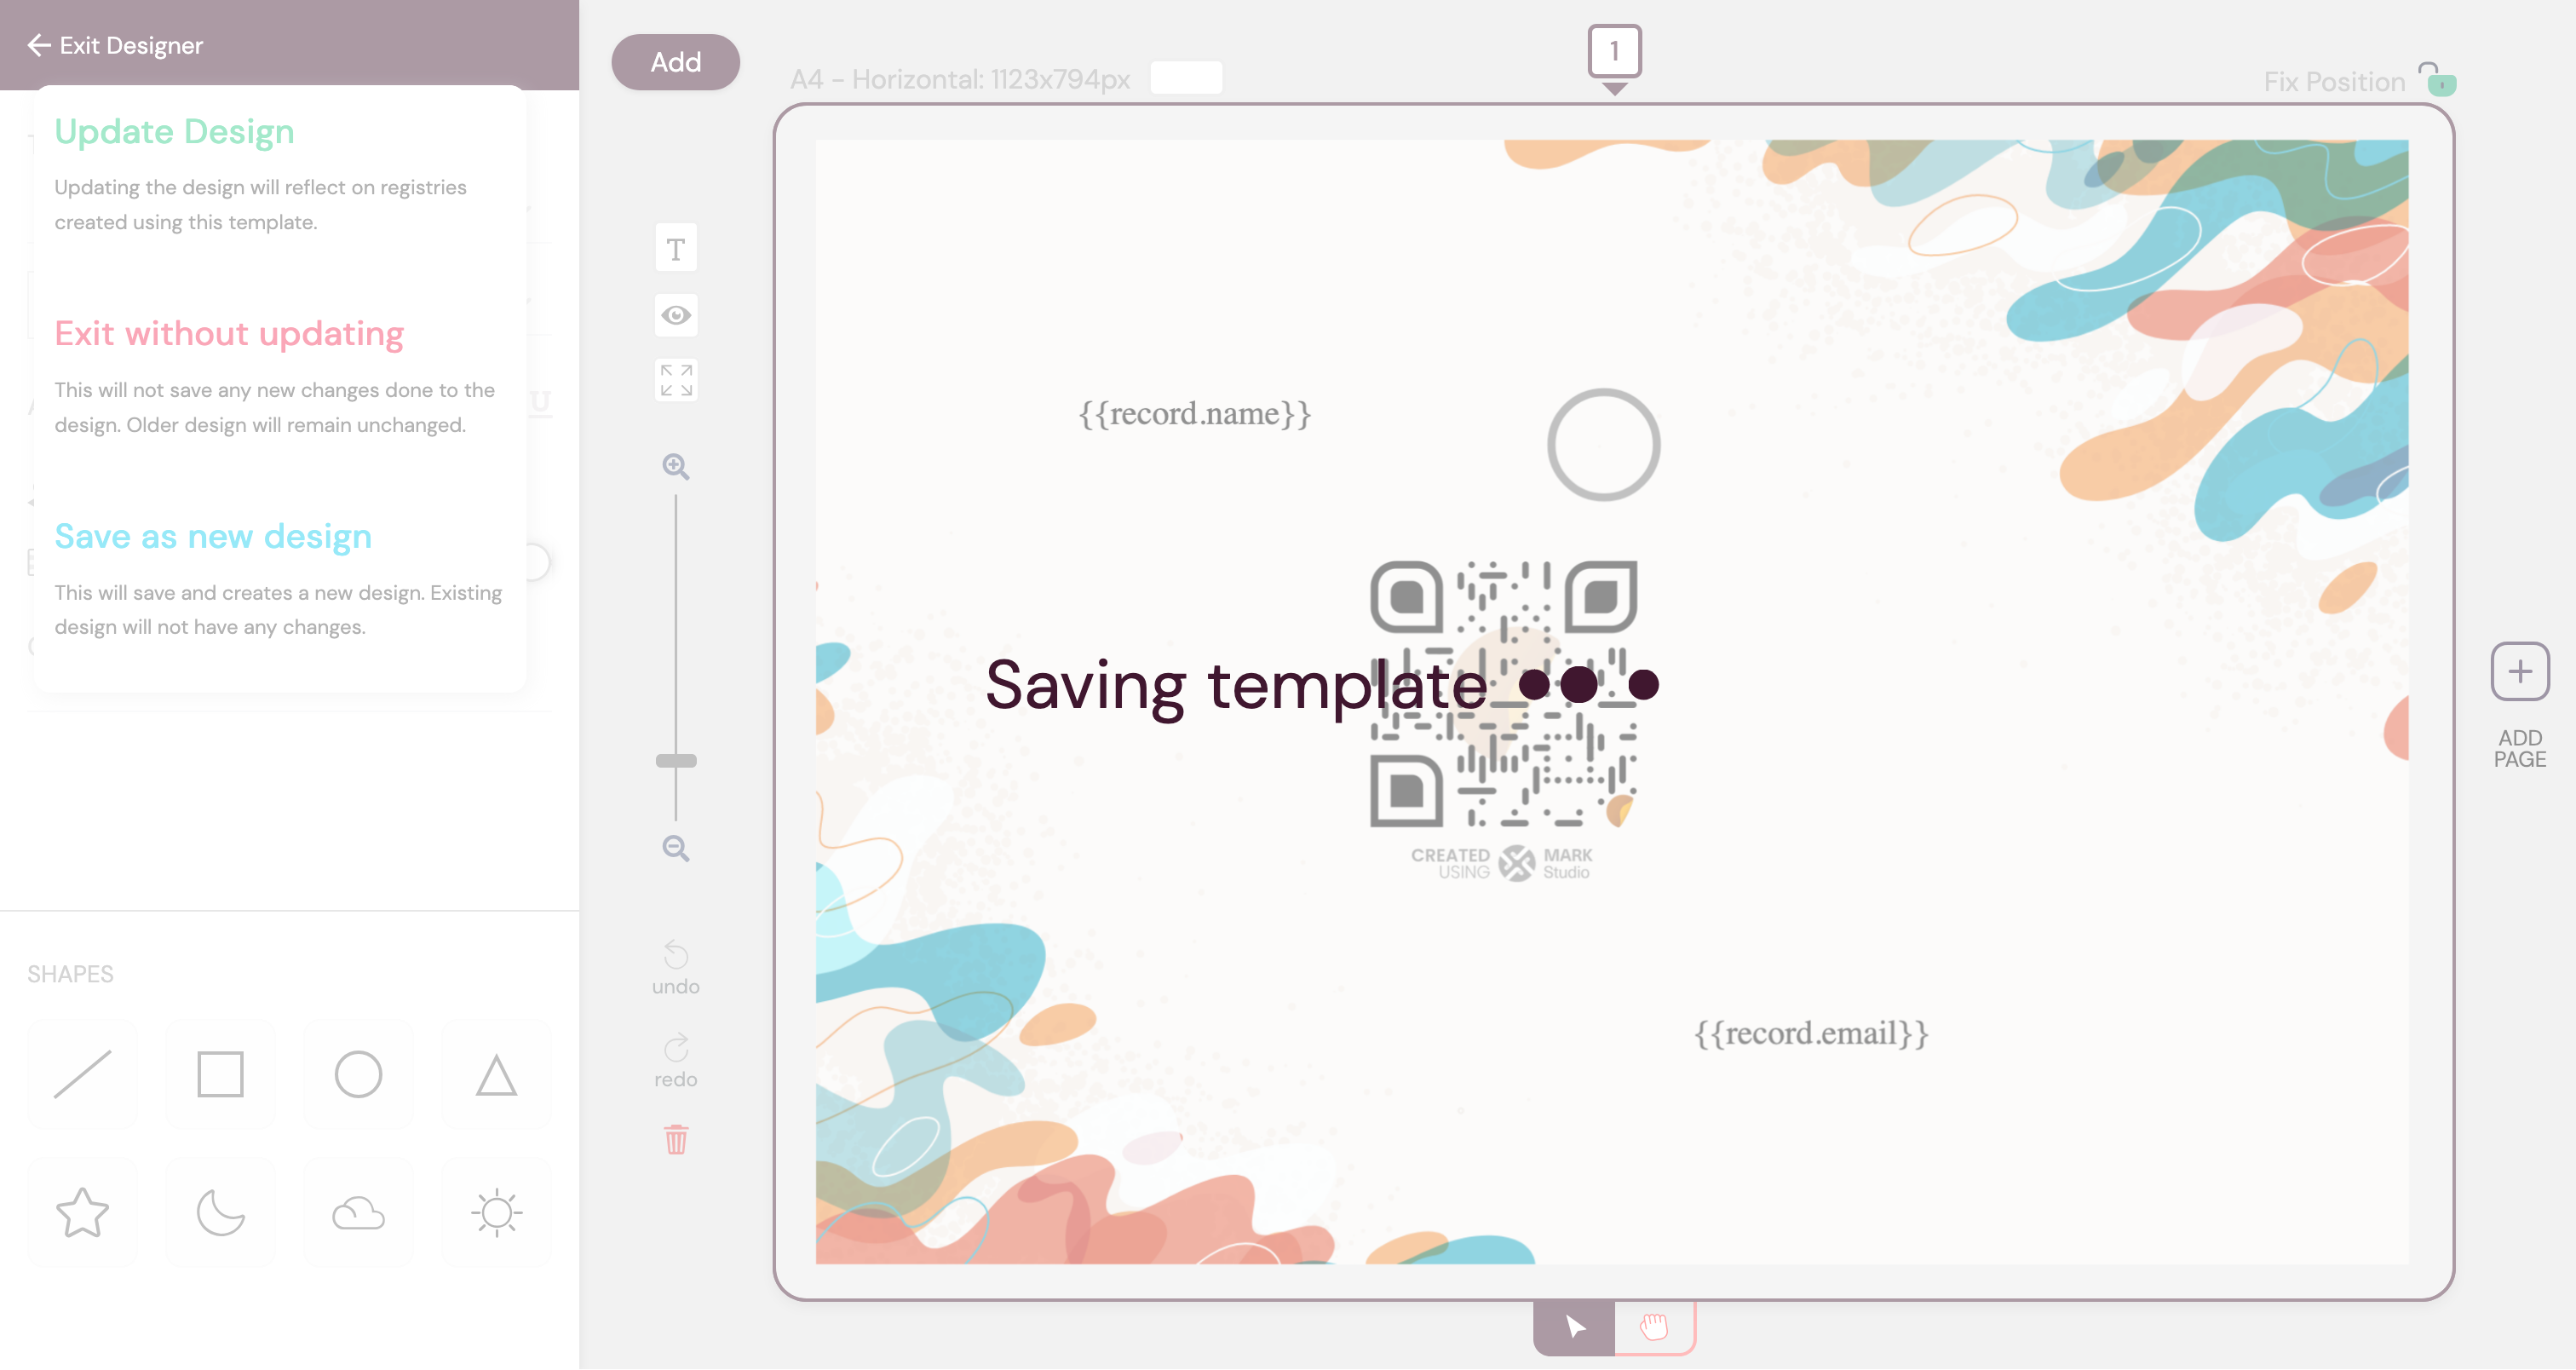 Exit Designer
Update Design
Updating the design will reflect on registries
created using this template.
Exit without updating
This will not save any new changes done to the
design. Older design will remain unchanged.
U
Save as new design
This will save and creates a new design. Existing
design will not have any changes.
SHAPES
Add
T
undo
redo
A4 - Horizontal: 1123x794px
1
Fix Position
{{record.name}}
Saving template
CREATED USING MARK Studio
{{record.email}}
ADD
PAGE